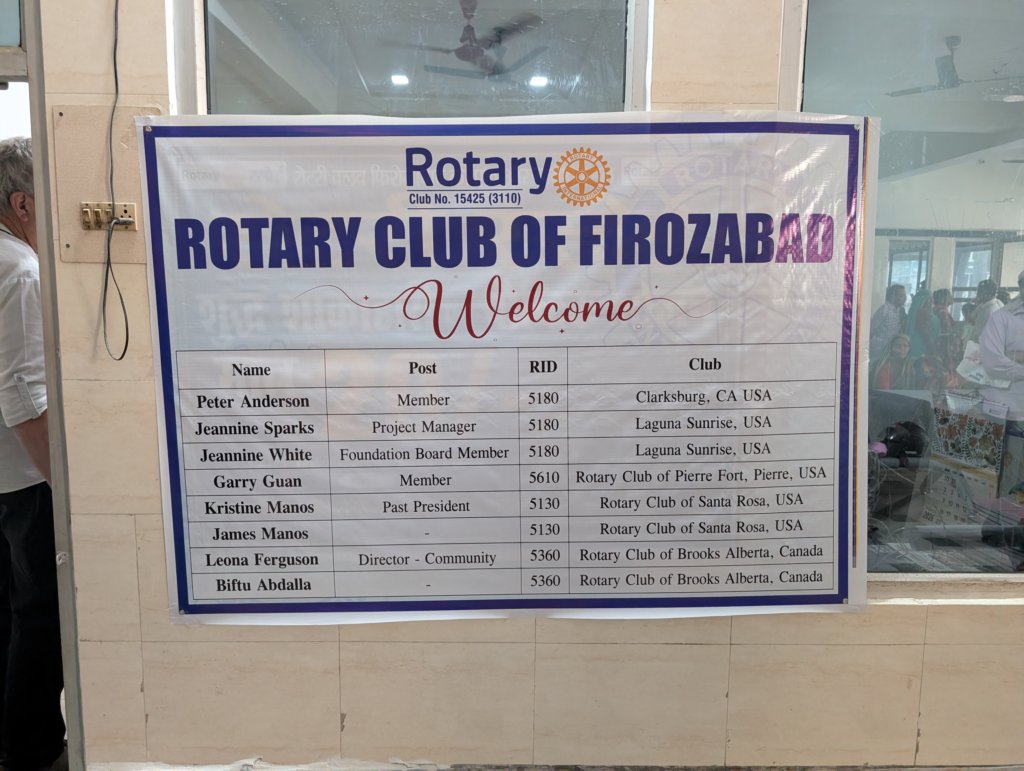 Rotary
Club No. 15425 (3110)
ROTARY INTERNATIONAL
ROTARY CLUB OF FIROZABAD
Welcome
Name Post RID Club
Peter Anderson Member 5180 Clarksburg, CA USA
Jeannine Sparks Project Manager 5180 Laguna Sunrise, USA
Jeannine White Foundation Board Member 5180 Laguna Sunrise, USA
Garry Guan Member 5610 Rotary Club of Pierre Fort, Pierre, USA
Kristine Manos Past President 5130 Rotary Club of Santa Rosa, USA
James Manos - 5130 Rotary Club of Santa Rosa, USA
Leona Ferguson Director - Community 5360 Rotary Club of Brooks Alberta, Canada
Biftu Abdalla - 5360 Rotary Club of Brooks Alberta, Canada